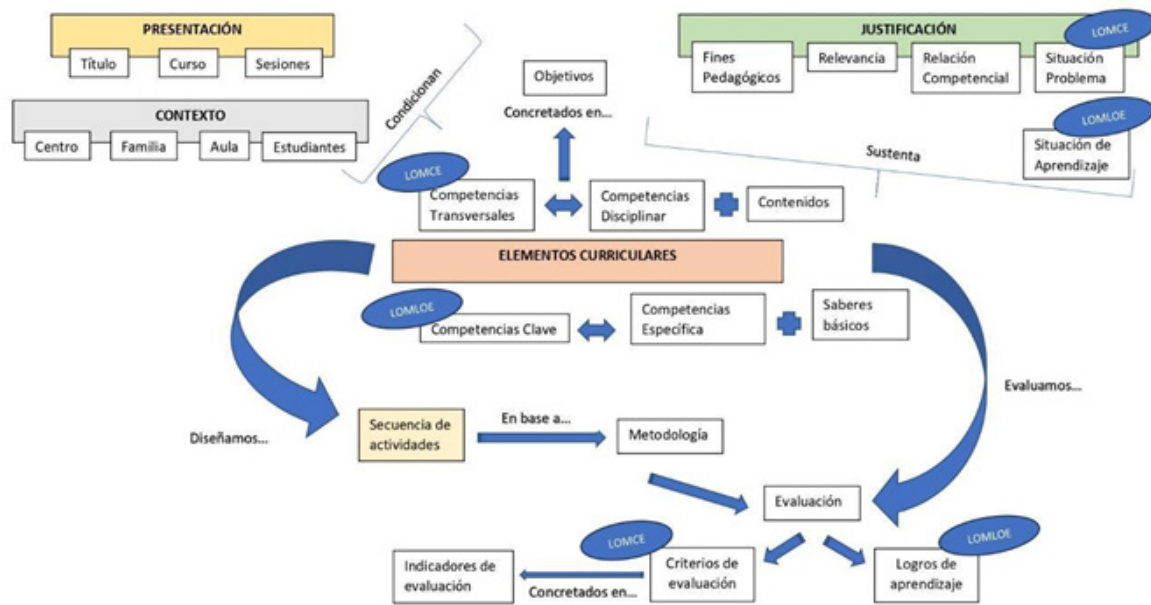 PRESENTACIÓN
Título
Curso
Sesiones
CONTEXTO
Centro
Familia
Aula
Estudiantes
Condicionan
Objetivos
Concretados en...
JUSTIFICACIÓN
LOMCE
Fines
Pedagógicos
Relevancia
Relación
Competencial
Situación
Problema
LOMLOE
Situación de
Aprendizaje
Sustenta
LOMCE
Competencias
Transversales
Competencias
Disciplinar
Contenidos
ELEMENTOS CURRICULARES
LOMLOE
Competencias Clave
Competencias
Específica
Saberes
básicos
Diseñamos...
Secuencia de
actividades
En base a...
Metodología
Evaluamos...
Evaluación
LOMCE
Criterios de
evaluación
LOMLOE
Logros de
aprendizaje
Concretados en...
Indicadores de
evaluación